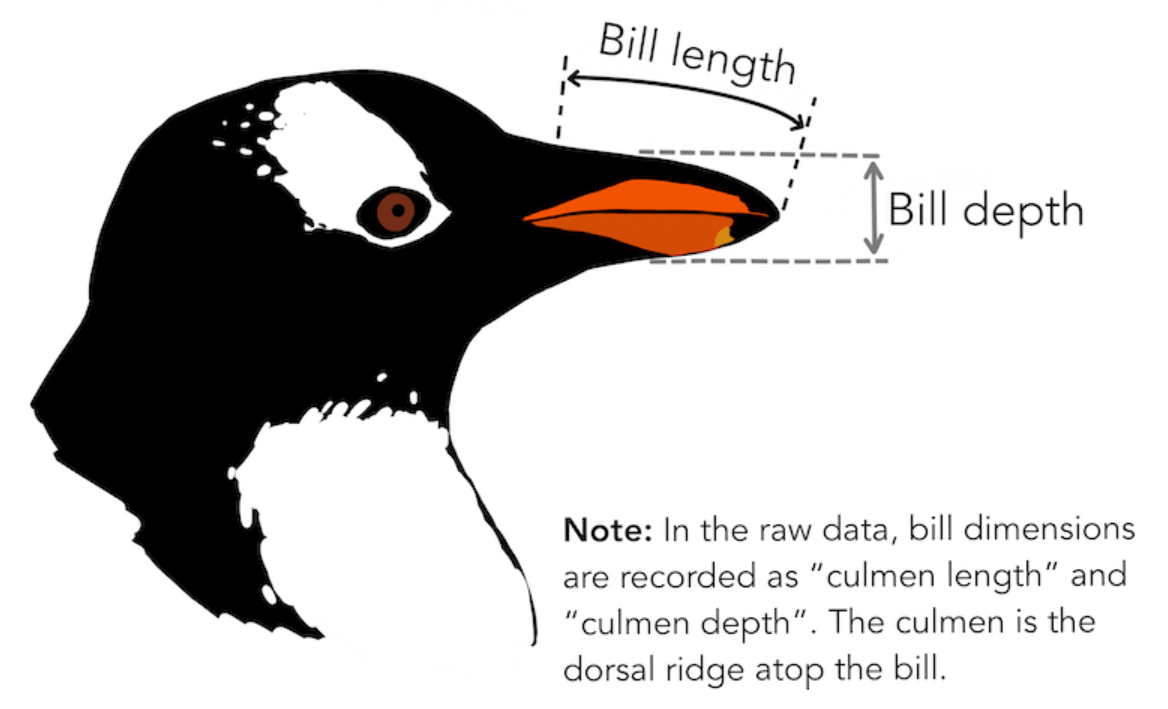 Bill length
Bill depth
Note: In the raw data, bill dimensions
are recorded as “culmen length” and
“culmen depth”. The culmen is the
dorsal ridge atop the bill.